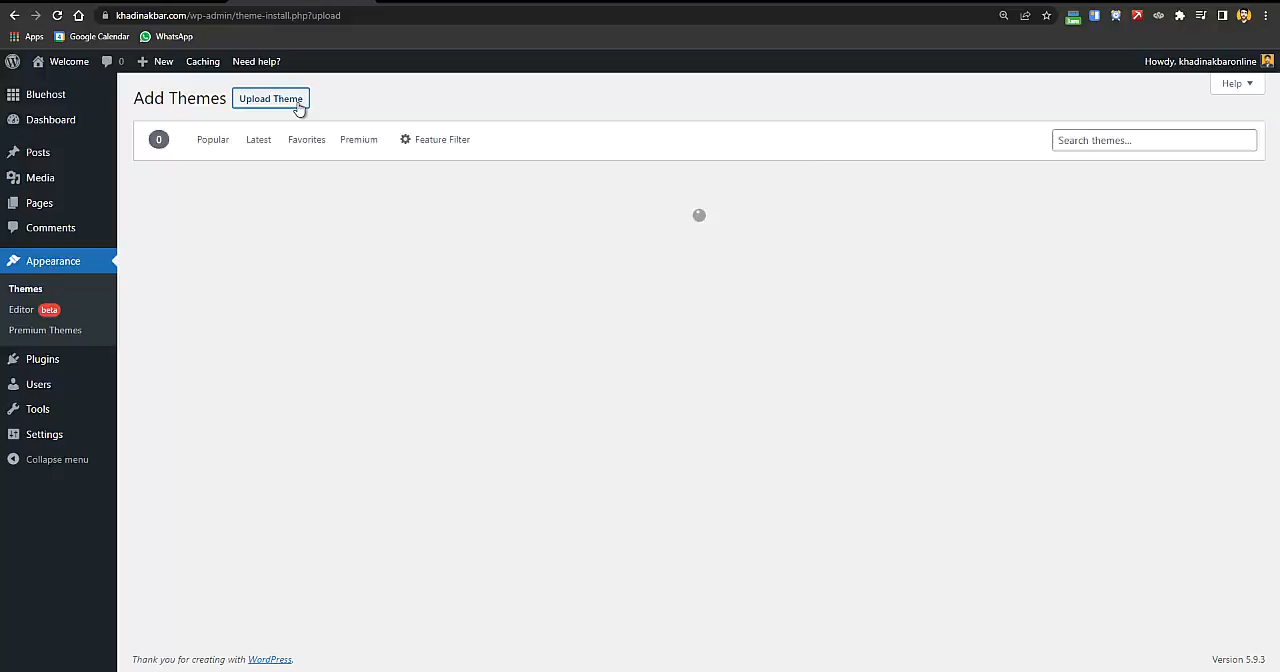 khadinakbar.com/wp-admin/theme-install.php?upload
Apps Google Calendar WhatsApp
Welcome 0 New Caching Need help? Howdy, khadinakbaronline
Help
Add Themes Upload Theme
0 Popular Latest Favorites Premium Feature Filter Search themes...
Bluehost
Dashboard
Posts
Media
Pages
Comments
Appearance
Themes
Editor beta
Premium Themes
Plugins
Users
Tools
Settings
Collapse menu
Thank you for creating with WordPress. Version 5.9.3